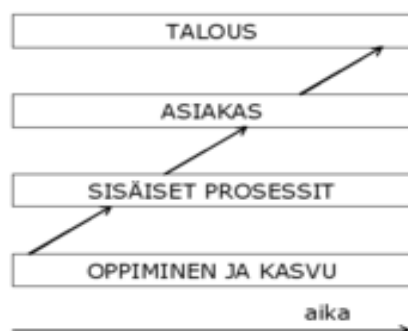 TALOUS
ASIAKAS
SISÄISET PROSESSIT
OPPIMINEN JA KASVU
aika